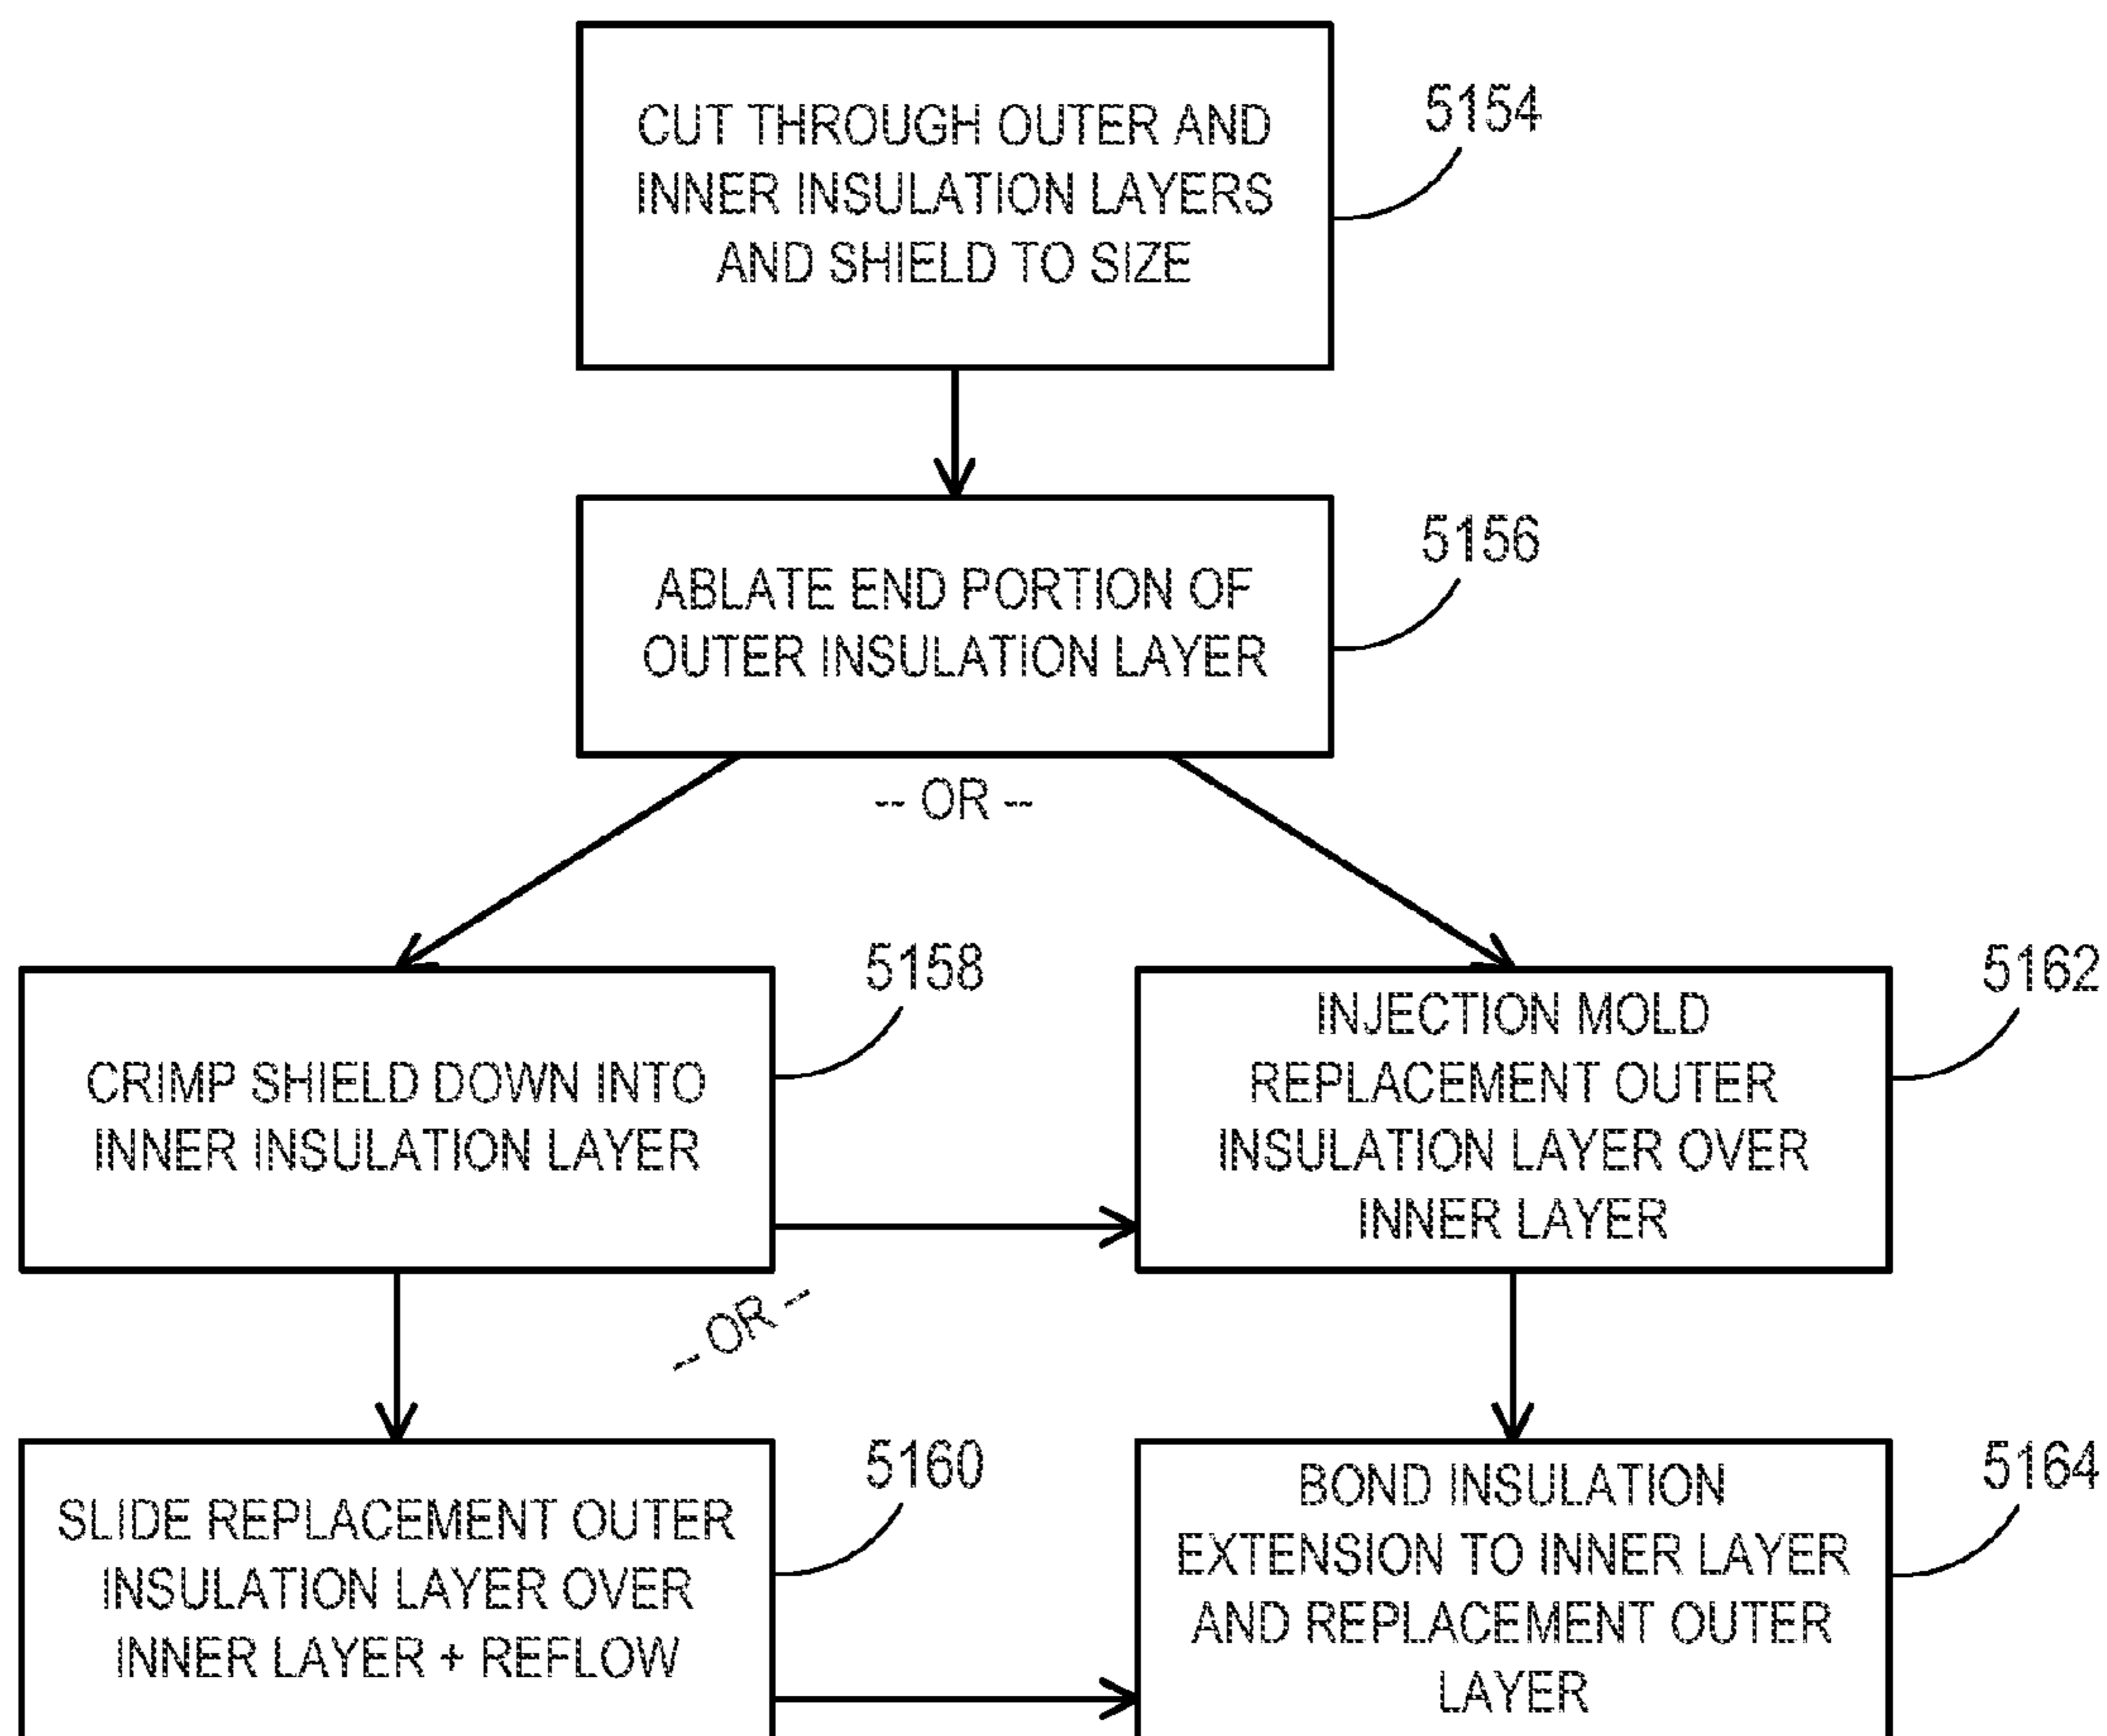 CUT THROUGH OUTER AND
INNER INSULATION LAYERS
AND SHIELD TO SIZE
5154
ABLATE END PORTION OF
OUTER INSULATION LAYER
5156
-- OR --
CRIMP SHIELD DOWN INTO
INNER INSULATION LAYER
5158
INJECTION MOLD
REPLACEMENT OUTER
INSULATION LAYER OVER
INNER LAYER
5162
-- OR --
SLIDE REPLACEMENT OUTER
INSULATION LAYER OVER
INNER LAYER + REFLOW
5160
BOND INSULATION
EXTENSION TO INNER LAYER
AND REPLACEMENT OUTER
LAYER
5164